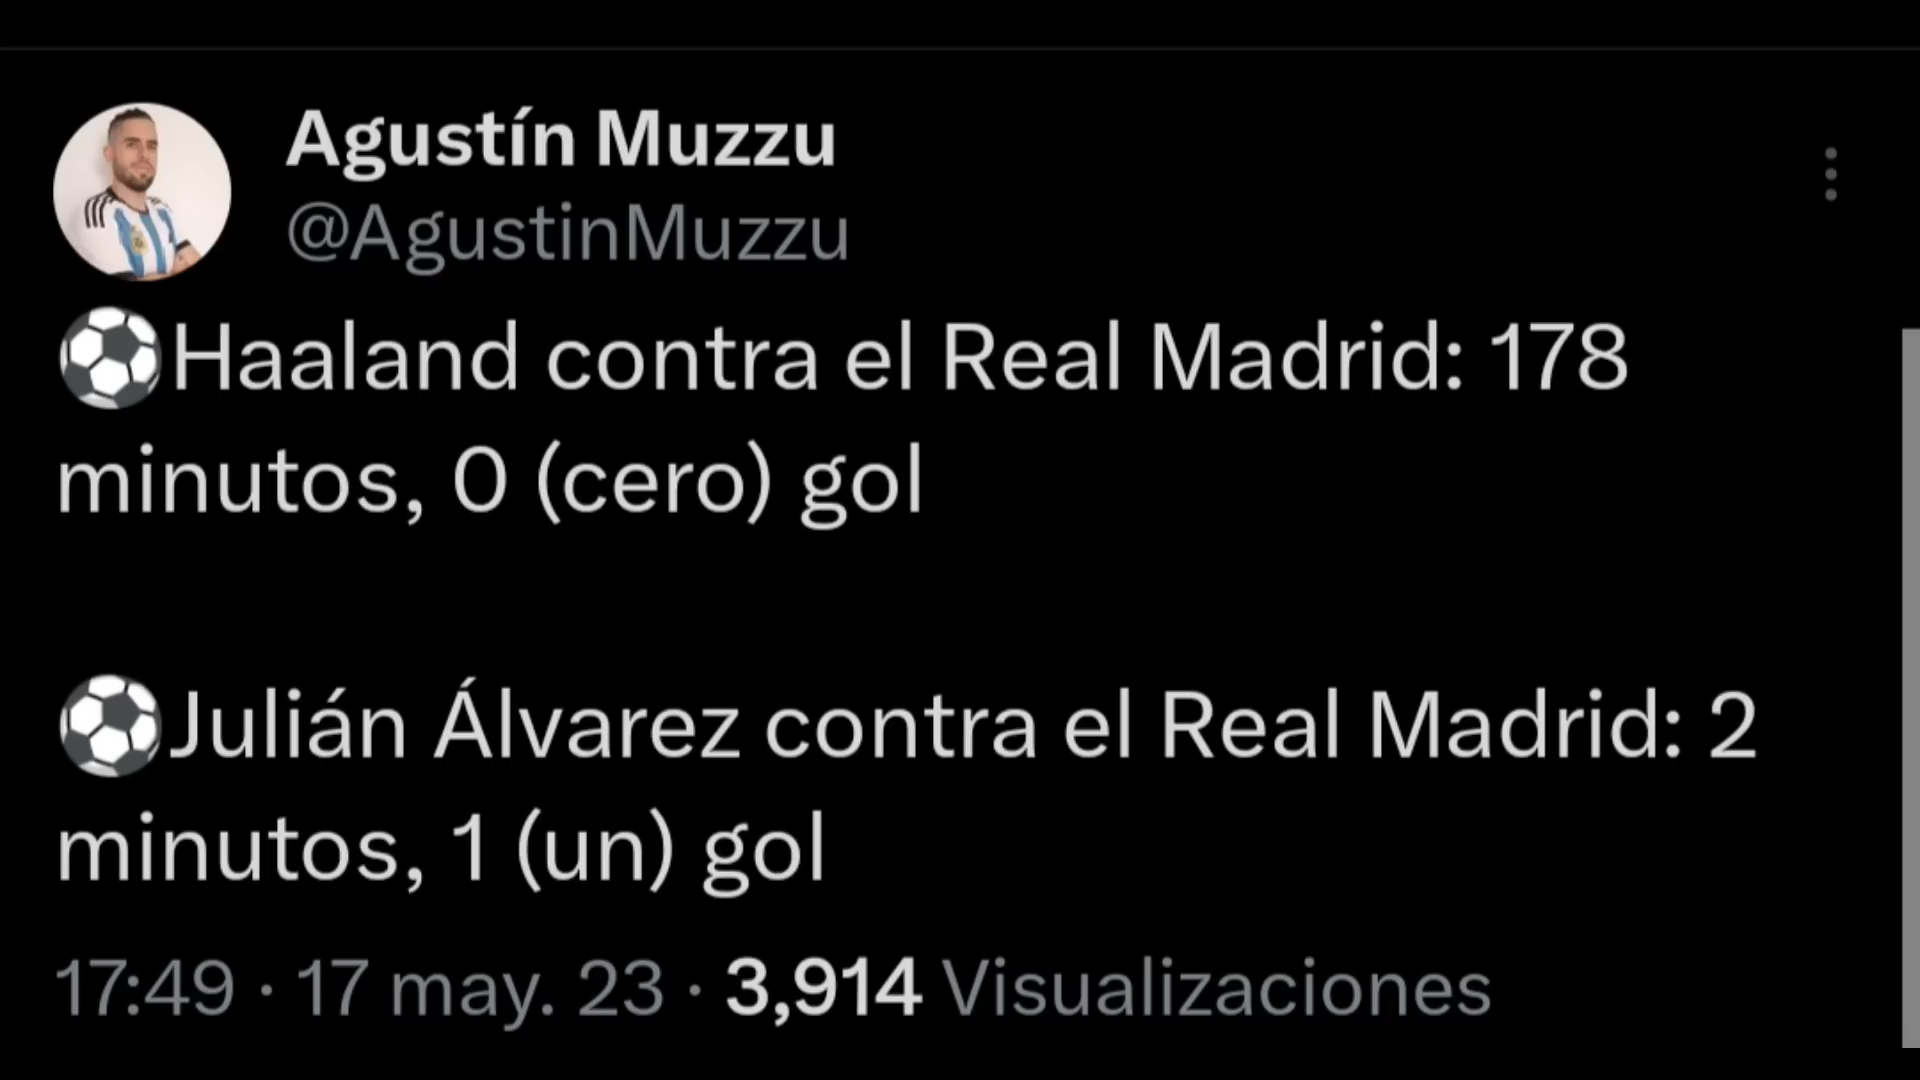 Agustín Muzzu
@AgustinMuzzu
⚽Haaland contra el Real Madrid: 178
minutos, 0 (cero) gol
⚽Julián Álvarez contra el Real Madrid: 2
minutos, 1 (un) gol
17:49 · 17 may. 23 · 3,914 Visualizaciones